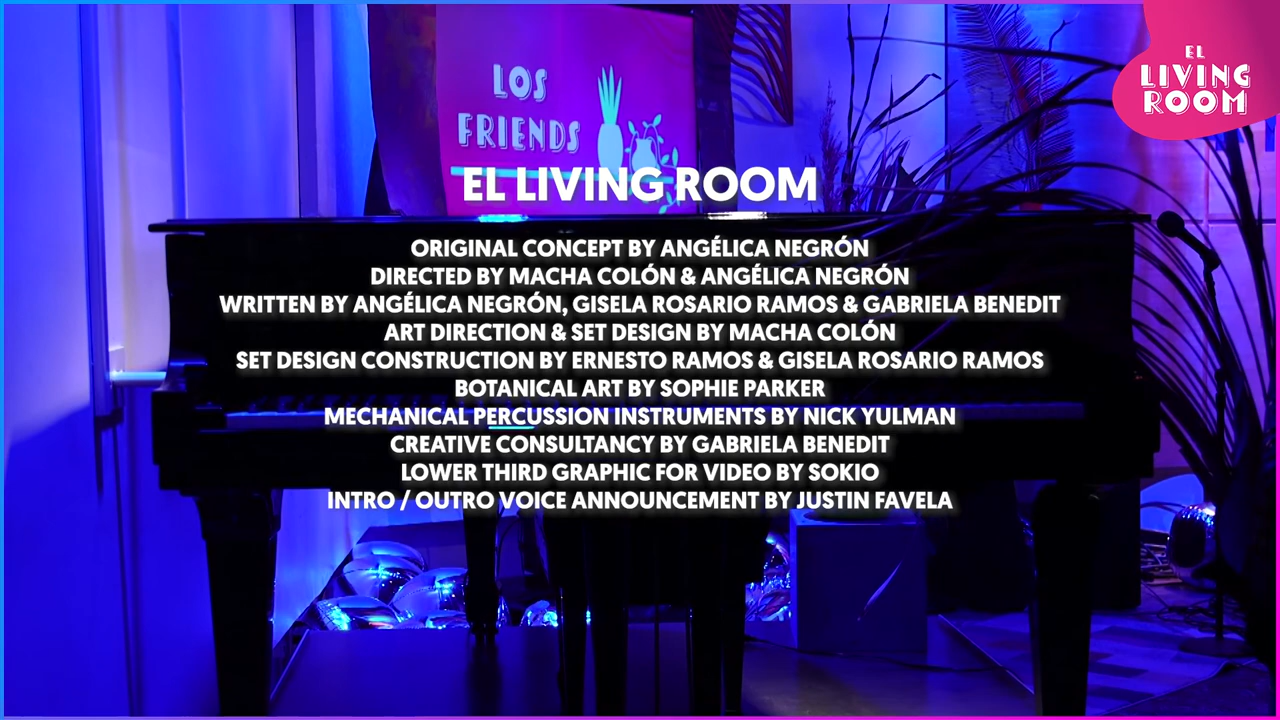 EL
LIVING
ROOM
LOS
FRIENDS
EL LIVING ROOM
ORIGINAL CONCEPT BY ANGÉLICA NEGRÓN
DIRECTED BY MACHA COLÓN & ANGÉLICA NEGRÓN
WRITTEN BY ANGÉLICA NEGRÓN, GISELA ROSARIO RAMOS & GABRIELA BENEDIT
ART DIRECTION & SET DESIGN BY MACHA COLÓN
SET DESIGN CONSTRUCTION BY ERNESTO RAMOS & GISELA ROSARIO RAMOS
BOTANICAL ART BY SOPHIE PARKER
MECHANICAL PERCUSSION INSTRUMENTS BY NICK YULMAN
CREATIVE CONSULTANCY BY GABRIELA BENEDIT
LOWER THIRD GRAPHIC FOR VIDEO BY SOKIO
INTRO / OUTRO VOICE ANNOUNCEMENT BY JUSTIN FAVELA